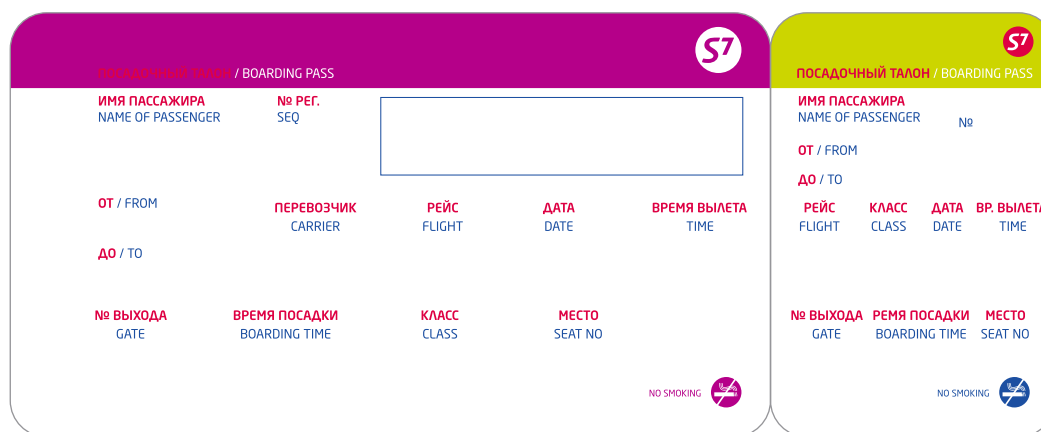 S7
ПОСАДОЧНЫЙ ТАЛОН / BOARDING PASS
ИМЯ ПАССАЖИРА № РЕГ.
NAME OF PASSENGER SEQ
ОТ / FROM
ПЕРЕВОЗЧИК РЕЙС ДАТА ВРЕМЯ ВЫЛЕТА
CARRIER FLIGHT DATE TIME
ДО / TO
№ ВЫХОДА ВРЕМЯ ПОСАДКИ КЛАСС МЕСТО
GATE BOARDING TIME CLASS SEAT NO
NO SMOKING
S7
ПОСАДОЧНЫЙ ТАЛОН / BOARDING PASS
ИМЯ ПАССАЖИРА
NAME OF PASSENGER №
ОТ / FROM
ДО / TO
РЕЙС КЛАСС ДАТА ВР. ВЫЛЕТА
FLIGHT CLASS DATE TIME
№ ВЫХОДА РЕМЯ ПОСАДКИ МЕСТО
GATE BOARDING TIME SEAT NO
NO SMOKING